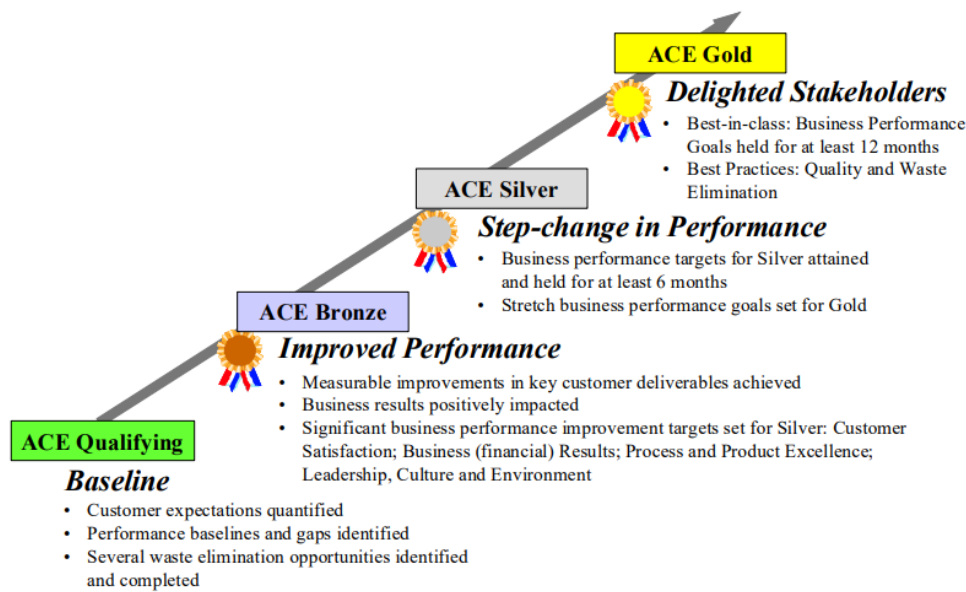 ACE Gold
Delighted Stakeholders
• Best-in-class: Business Performance
Goals held for at least 12 months
• Best Practices: Quality and Waste
Elimination
ACE Silver
Step-change in Performance
• Business performance targets for Silver attained
and held for at least 6 months
• Stretch business performance goals set for Gold
ACE Bronze
Improved Performance
• Measurable improvements in key customer deliverables achieved
• Business results positively impacted
• Significant business performance improvement targets set for Silver: Customer
Satisfaction; Business (financial) Results; Process and Product Excellence;
Leadership, Culture and Environment
ACE Qualifying
Baseline
• Customer expectations quantified
• Performance baselines and gaps identified
• Several waste elimination opportunities identified
and completed